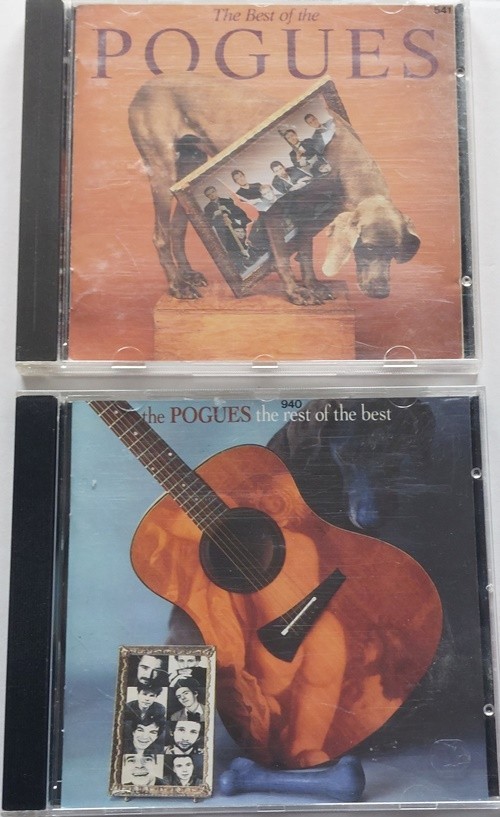 The Best of the
541
POGUES
940
the POGUES the rest of the best